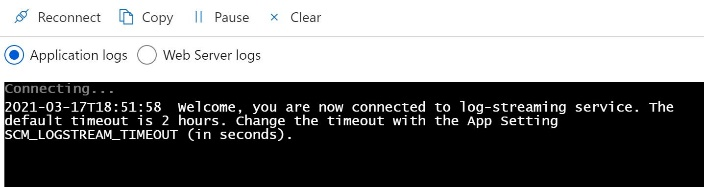 Reconnect Copy Pause Clear
Application logs Web Server logs
Connecting...
2021-03-17T18:51:58  Welcome, you are now connected to log-streaming service. The
default timeout is 2 hours. Change the timeout with the App Setting
SCM_LOGSTREAM_TIMEOUT (in seconds).